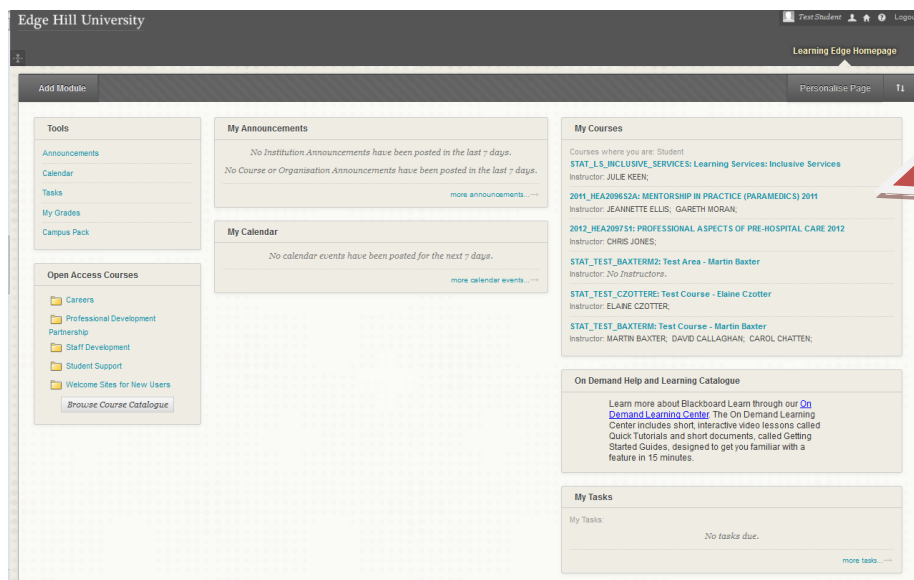 Edge Hill University
Test Student
Logou
Learning Edge Homepage
Add Module
Personalise Page
Tools
Announcements
Calendar
Tasks
My Grades
Campus Pack
Open Access Courses
Careers
Professional Development
Partnership
Staff Development
Student Support
Welcome Sites for New Users
Browse Course Catalogue
My Announcements
No Institution Announcements have been posted in the last 7 days.
No Course or Organisation Announcements have been posted in the last 7 days.
more announcements...→
My Calendar
No calendar events have been posted for the next 7 days.
more calendar events...→
My Courses
Courses where you are: Student
STAT_LS_INCLUSIVE_SERVICES: Learning Services: Inclusive Services
Instructor: JULIE KEEN;
2011_HEA2096S2A: MENTORSHIP IN PRACTICE (PARAMEDICS) 2011
Instructor: JEANNETTE ELLIS; GARETH MORAN;
2012_HEA2097S1: PROFESSIONAL ASPECTS OF PRE-HOSPITAL CARE 2012
Instructor: CHRIS JONES;
STAT_TEST_BAXTERM2: Test Area - Martin Baxter
Instructor: No Instructors.
STAT_TEST_CZOTTERE: Test Course - Elaine Czotter
Instructor: ELAINE CZOTTER;
STAT_TEST_BAXTERM: Test Course - Martin Baxter
Instructor: MARTIN BAXTER; DAVID CALLAGHAN; CAROL CHATTEN;
On Demand Help and Learning Catalogue
Learn more about Blackboard Learn through our On
Demand Learning Center. The On Demand Learning
Center includes short, interactive video lessons called
Quick Tutorials and short documents, called Getting
Started Guides, designed to get you familiar with a
feature in 15 minutes.
My Tasks
My Tasks:
No tasks due.
more tasks...→